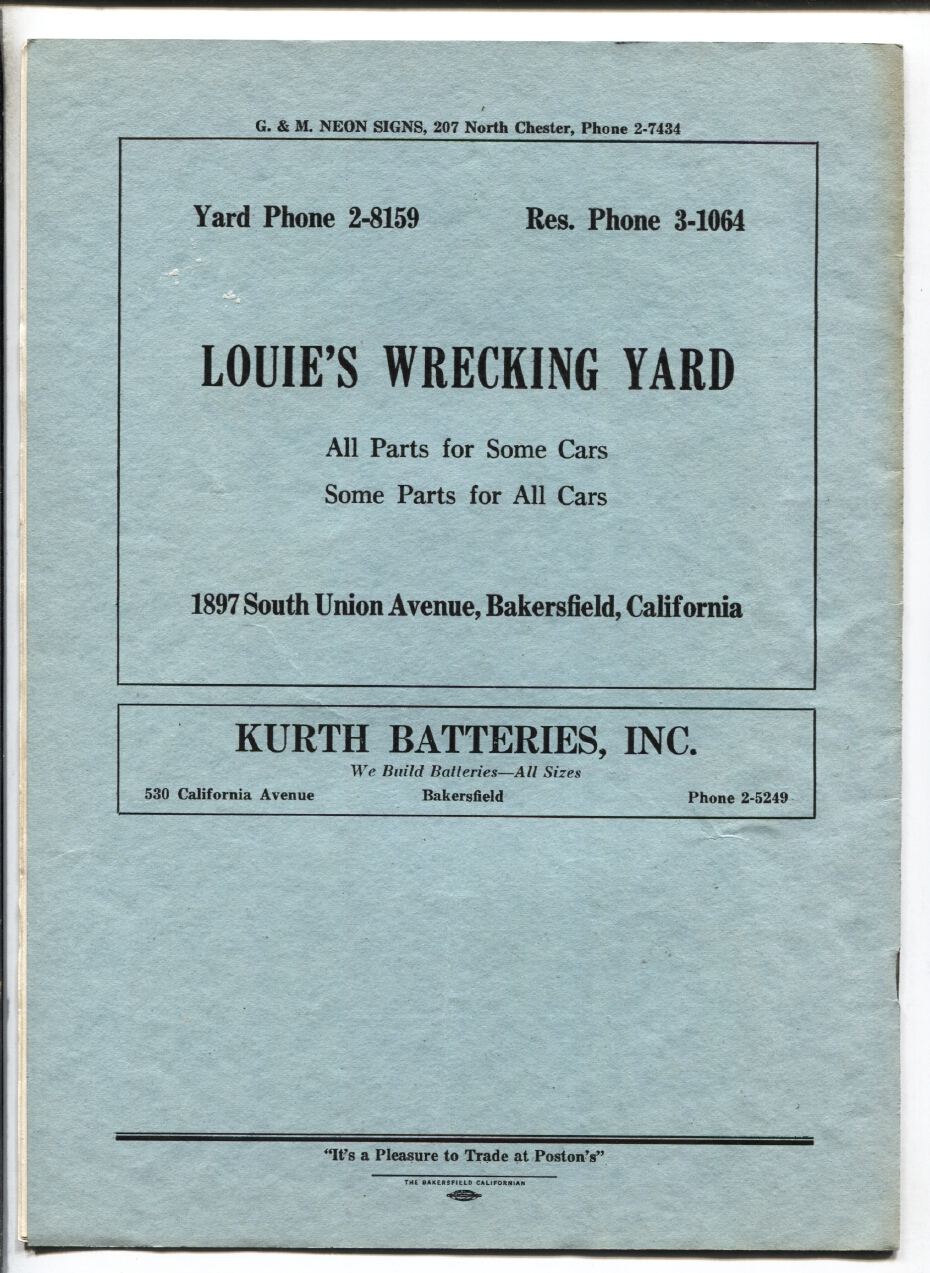 G. & M. NEON SIGNS, 207 North Chester, Phone 2-7434
Yard Phone 2-8159 Res. Phone 3-1064
LOUIE'S WRECKING YARD
All Parts for Some Cars
Some Parts for All Cars
1897 South Union Avenue, Bakersfield, California
KURTH BATTERIES, INC.
We Build Batteries—All Sizes
530 California Avenue Bakersfield Phone 2-5249
"It's a Pleasure to Trade at Poston's"
THE BAKERSFIELD CALIFORNIAN